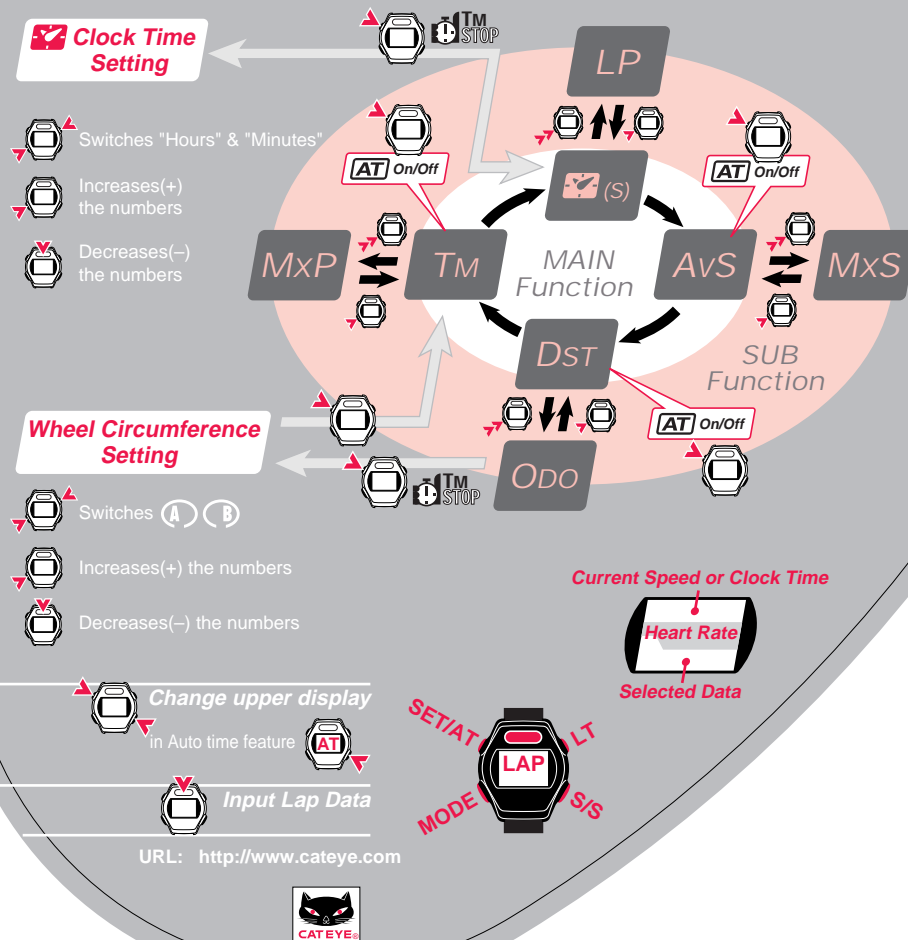 Clock Time
Setting
TM
STOP
LP
Switches "Hours" & "Minutes"
Increases(+)
the numbers
Decreases(–)
the numbers
AT On/Off
AT On/Off
(S)
MxP
TM
MAIN
Function
AvS
MxS
DST
SUB
Function
AT On/Off
ODO
Wheel Circumference
Setting
TM
STOP
Switches A B
Increases(+) the numbers
Decreases(–) the numbers
Current Speed or Clock Time
Heart Rate
Selected Data
Change upper display
in Auto time feature
AT
Input Lap Data
SET/AT
LT
LAP
MODE
S/S
URL: http://www.cateye.com
CATEYE®